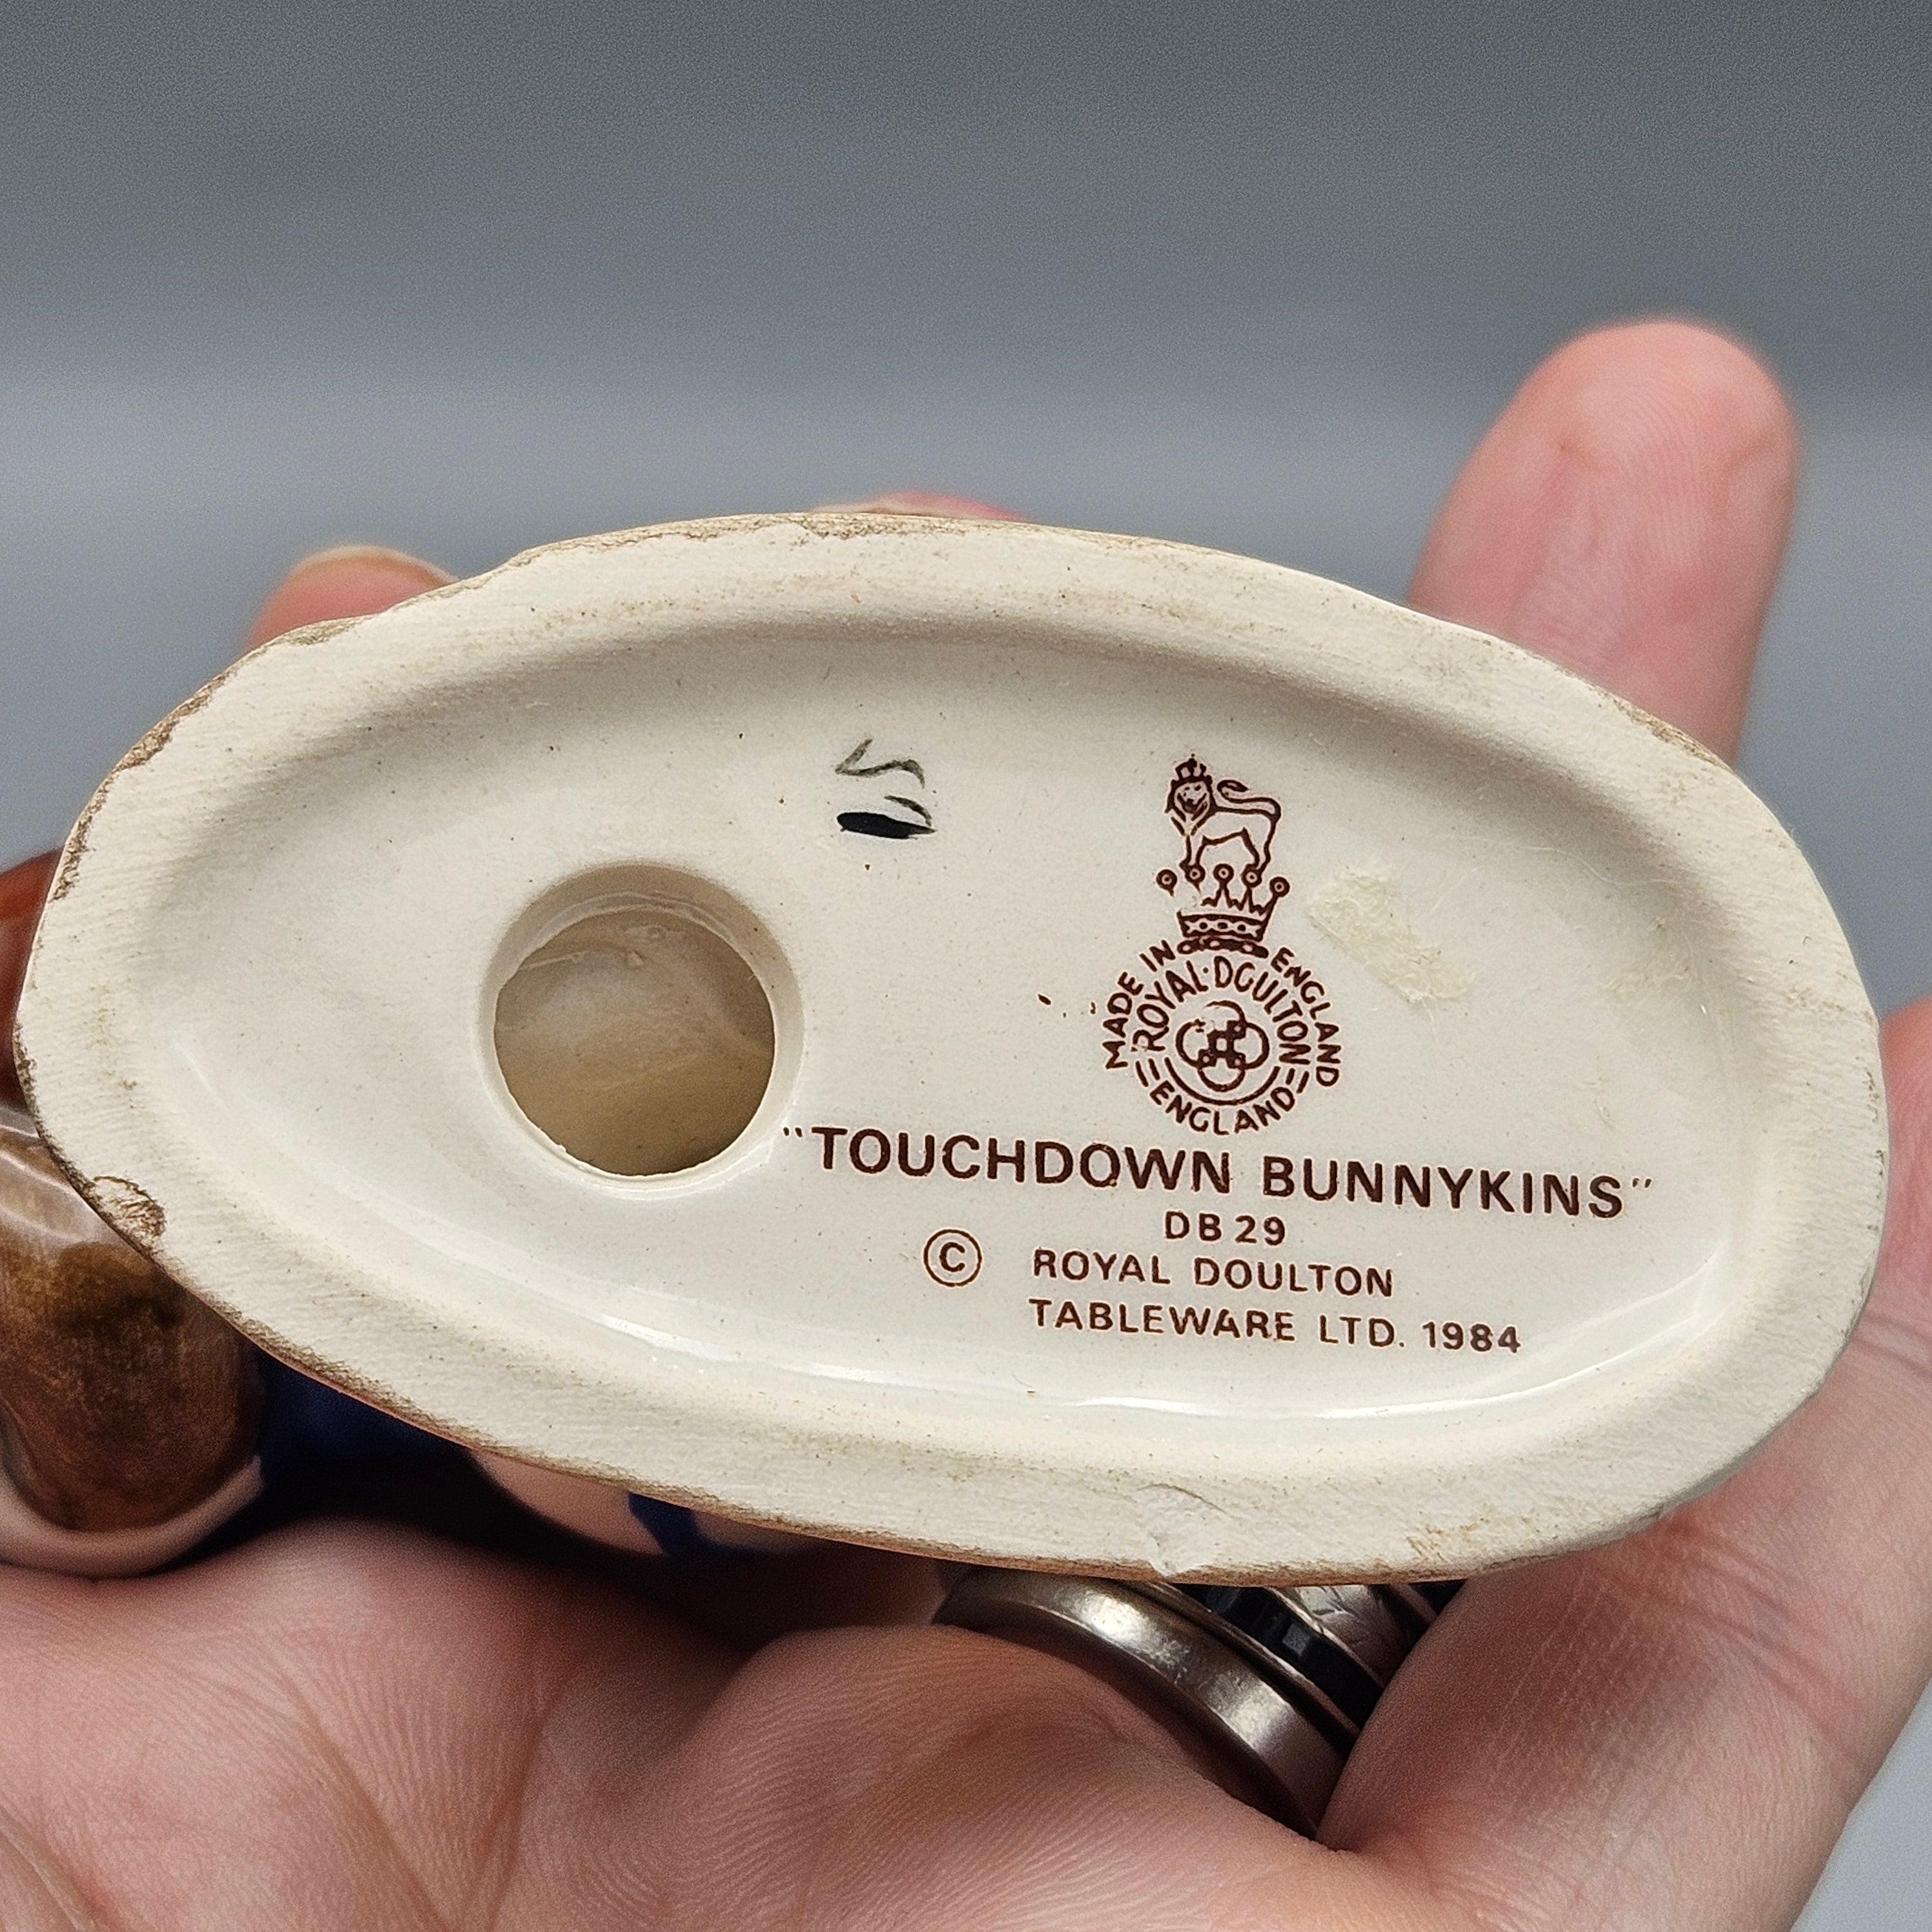 MADE IN ENGLAND
ROYAL·DOULTON
ENGLAND
"TOUCHDOWN BUNNYKINS"
DB 29
© ROYAL DOULTON
TABLEWARE LTD. 1984